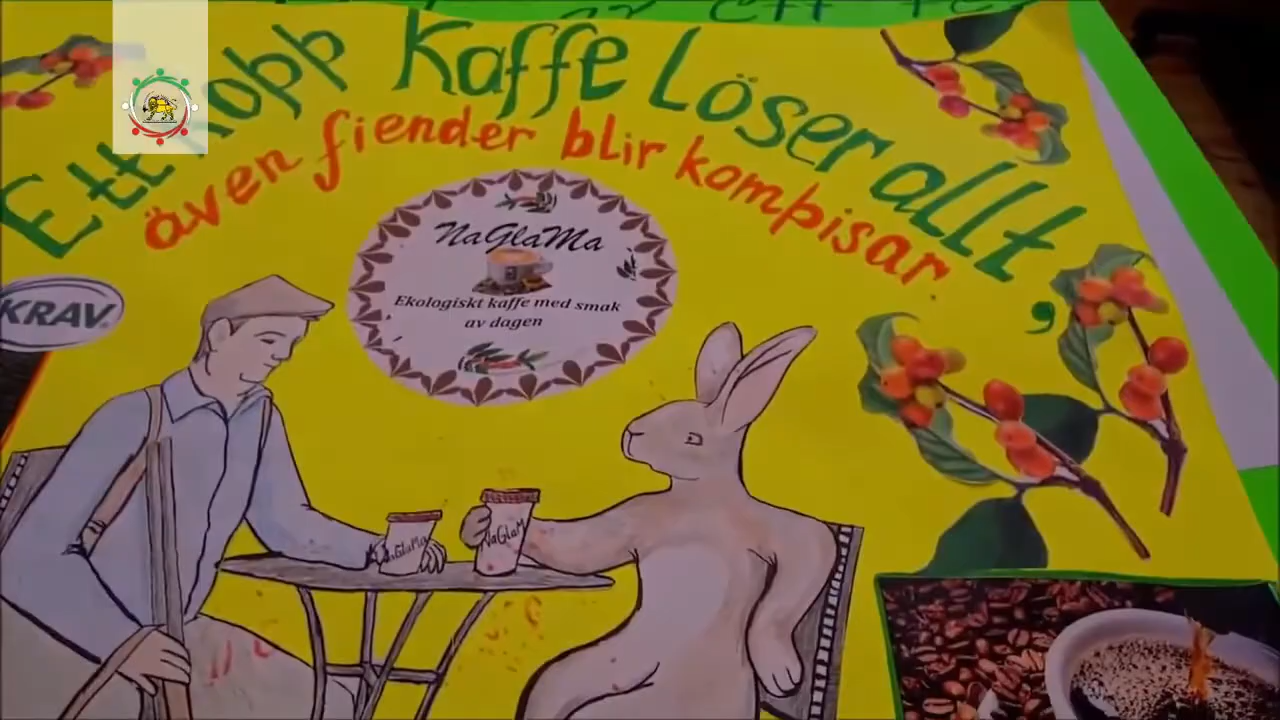 Ett kopp Kaffe Löser allt,
även fiender blir kompisar
NaGlaMa
Ekologiskt kaffe med smak
av dagen
KRAV
NaGlaMa
NaGlaM